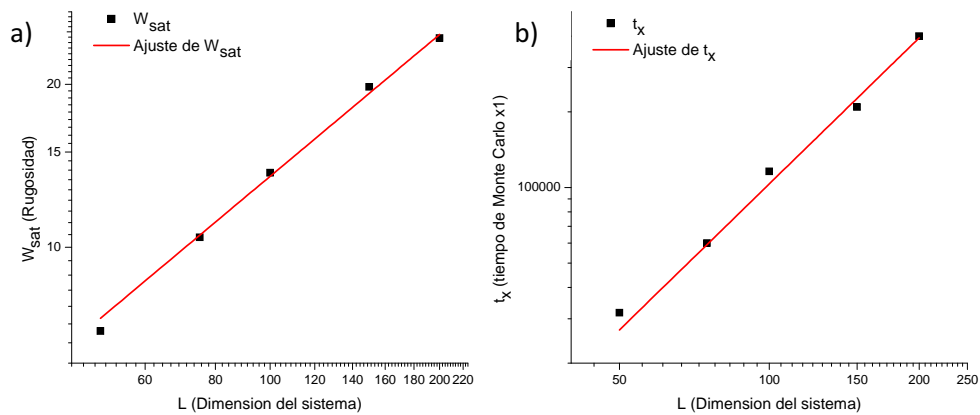 a)
W_sat
Ajuste de W_sat
20
15
10
W_sat (Rugosidad)
60 80 100 120 140 160 200 220
L (Dimension del sistema)
b)
t_x
Ajuste de t_x
100000
t_x (tiempo de Monte Carlo x1)
50 100 150 200 250
L (Dimension del sistema)